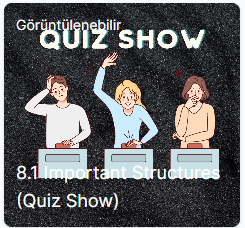 Görüntülenebilir
QUIZ SHOW
8.1 Important Structures
(Quiz Show)